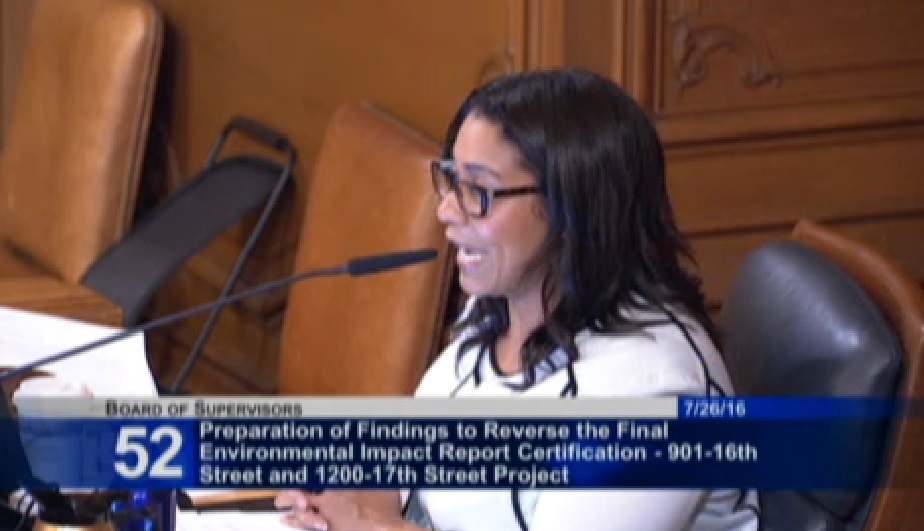 BOARD OF SUPERVISORS 7/26/16
52
Preparation of Findings to Reverse the Final
Environmental Impact Report Certification - 901-16th
Street and 1200-17th Street Project